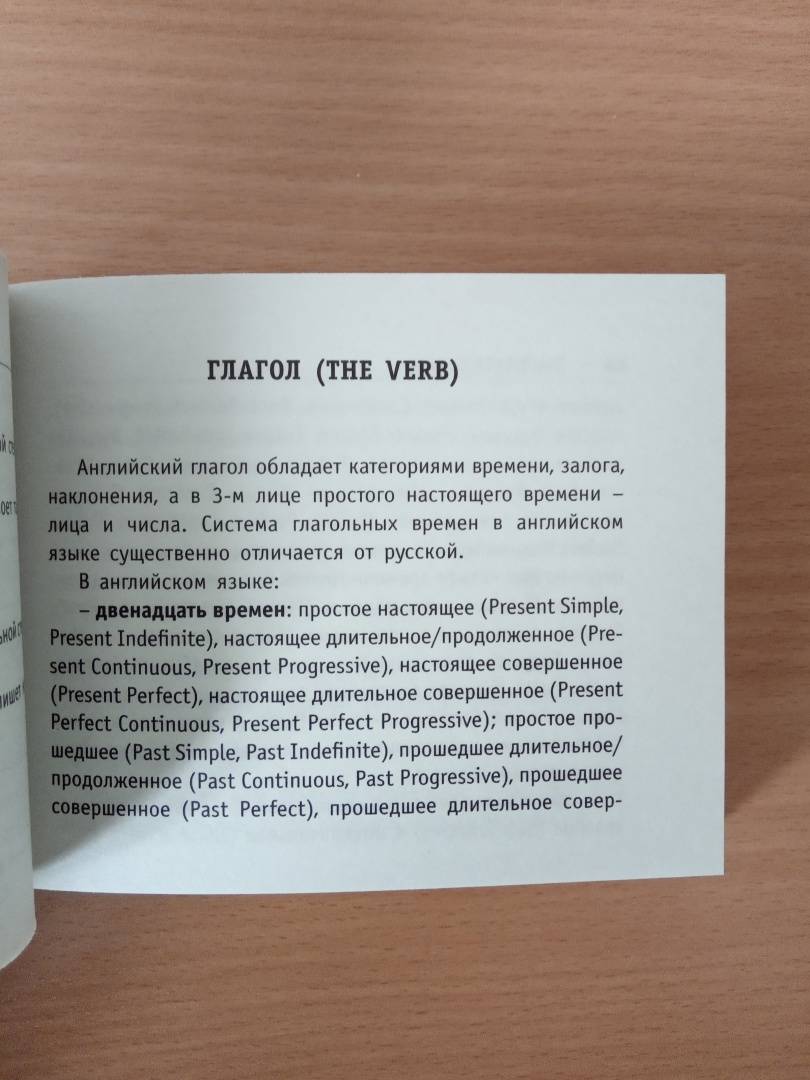 ГЛАГОЛ (THE VERB)
Английский глагол обладает категориями времени, залога,
наклонения, а в 3-м лице простого настоящего времени –
лица и числа. Система глагольных времен в английском
языке существенно отличается от русской.
В английском языке:
– двенадцать времен: простое настоящее (Present Simple,
Present Indefinite), настоящее длительное/продолженное (Pre-
sent Continuous, Present Progressive), настоящее совершенное
(Present Perfect), настоящее длительное совершенное (Present
Perfect Continuous, Present Perfect Progressive); простое про-
шедшее (Past Simple, Past Indefinite), прошедшее длительное/
продолженное (Past Continuous, Past Progressive), прошедшее
совершенное (Past Perfect), прошедшее длительное совер-